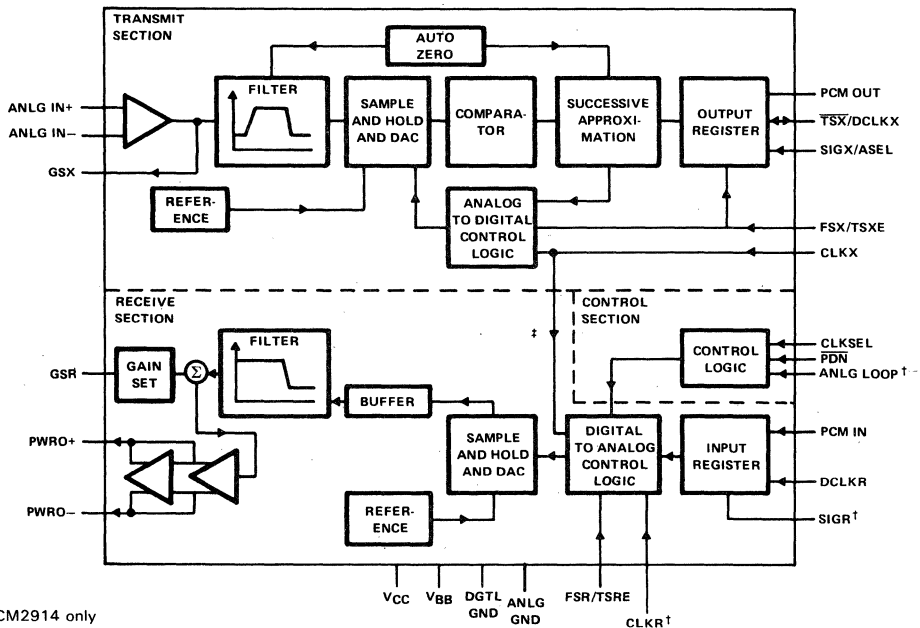 TRANSMIT
SECTION
AUTO
ZERO
FILTER
SAMPLE
AND HOLD
AND DAC
COMPARA-
TOR
SUCCESSIVE
APPROXI-
MATION
OUTPUT
REGISTER
ANLG IN+
ANLG IN−
GSX
PCM OUT
T̅S̅X̅/DCLKX
SIGX/ASEL
REFER-
ENCE
ANALOG
TO DIGITAL
CONTROL
LOGIC
FSX/TSXE
CLKX
RECEIVE
SECTION
CONTROL
SECTION
‡
FILTER
GAIN
SET
Σ
GSR
BUFFER
CONTROL
LOGIC
CLKSEL
P̅D̅N̅
ANLG LOOP†
PWRO+
PWRO−
SAMPLE
AND HOLD
AND DAC
DIGITAL
TO ANALOG
CONTROL
LOGIC
INPUT
REGISTER
PCM IN
DCLKR
SIGR†
REFER-
ENCE
VCC
VBB
DGTL
GND
ANLG
GND
FSR/TSRE
CLKR†
CM2914 only